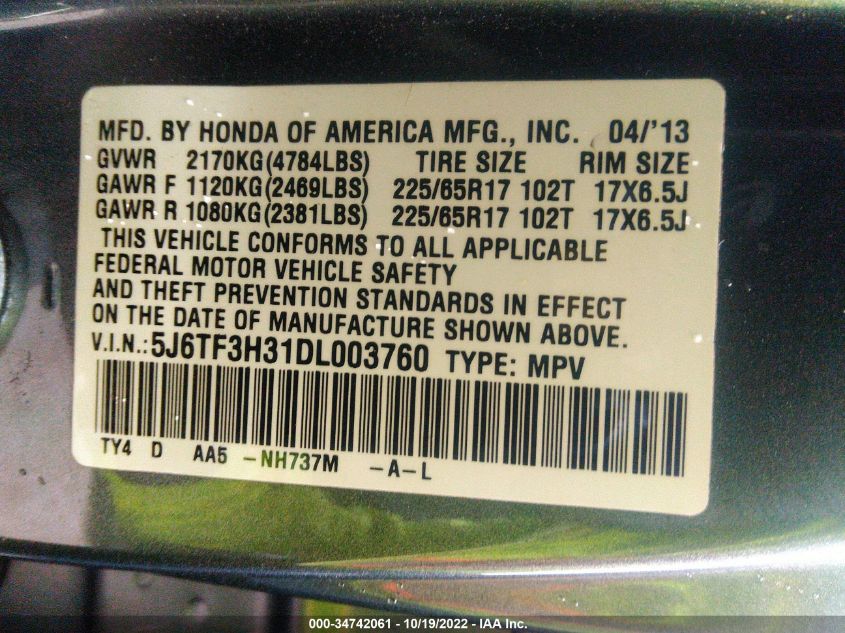 MFD. BY HONDA OF AMERICA MFG., INC. 04/'13
GVWR 2170KG(4784LBS) TIRE SIZE RIM SIZE
GAWR F 1120KG(2469LBS) 225/65R17 102T 17X6.5J
GAWR R 1080KG(2381LBS) 225/65R17 102T 17X6.5J
THIS VEHICLE CONFORMS TO ALL APPLICABLE
FEDERAL MOTOR VEHICLE SAFETY
AND THEFT PREVENTION STANDARDS IN EFFECT
ON THE DATE OF MANUFACTURE SHOWN ABOVE.
V.I.N.: 5J6TF3H31DL003760 TYPE: MPV
TY4 D AA5 -NH737M -A-L
000-34742061 - 10/19/2022 - IAA Inc.